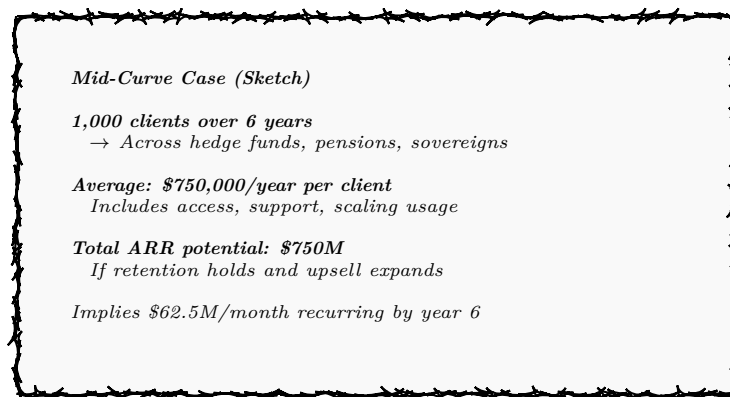 Mid-Curve Case (Sketch)
1,000 clients over 6 years
→ Across hedge funds, pensions, sovereigns
Average: $750,000/year per client
Includes access, support, scaling usage
Total ARR potential: $750M
If retention holds and upsell expands
Implies $62.5M/month recurring by year 6